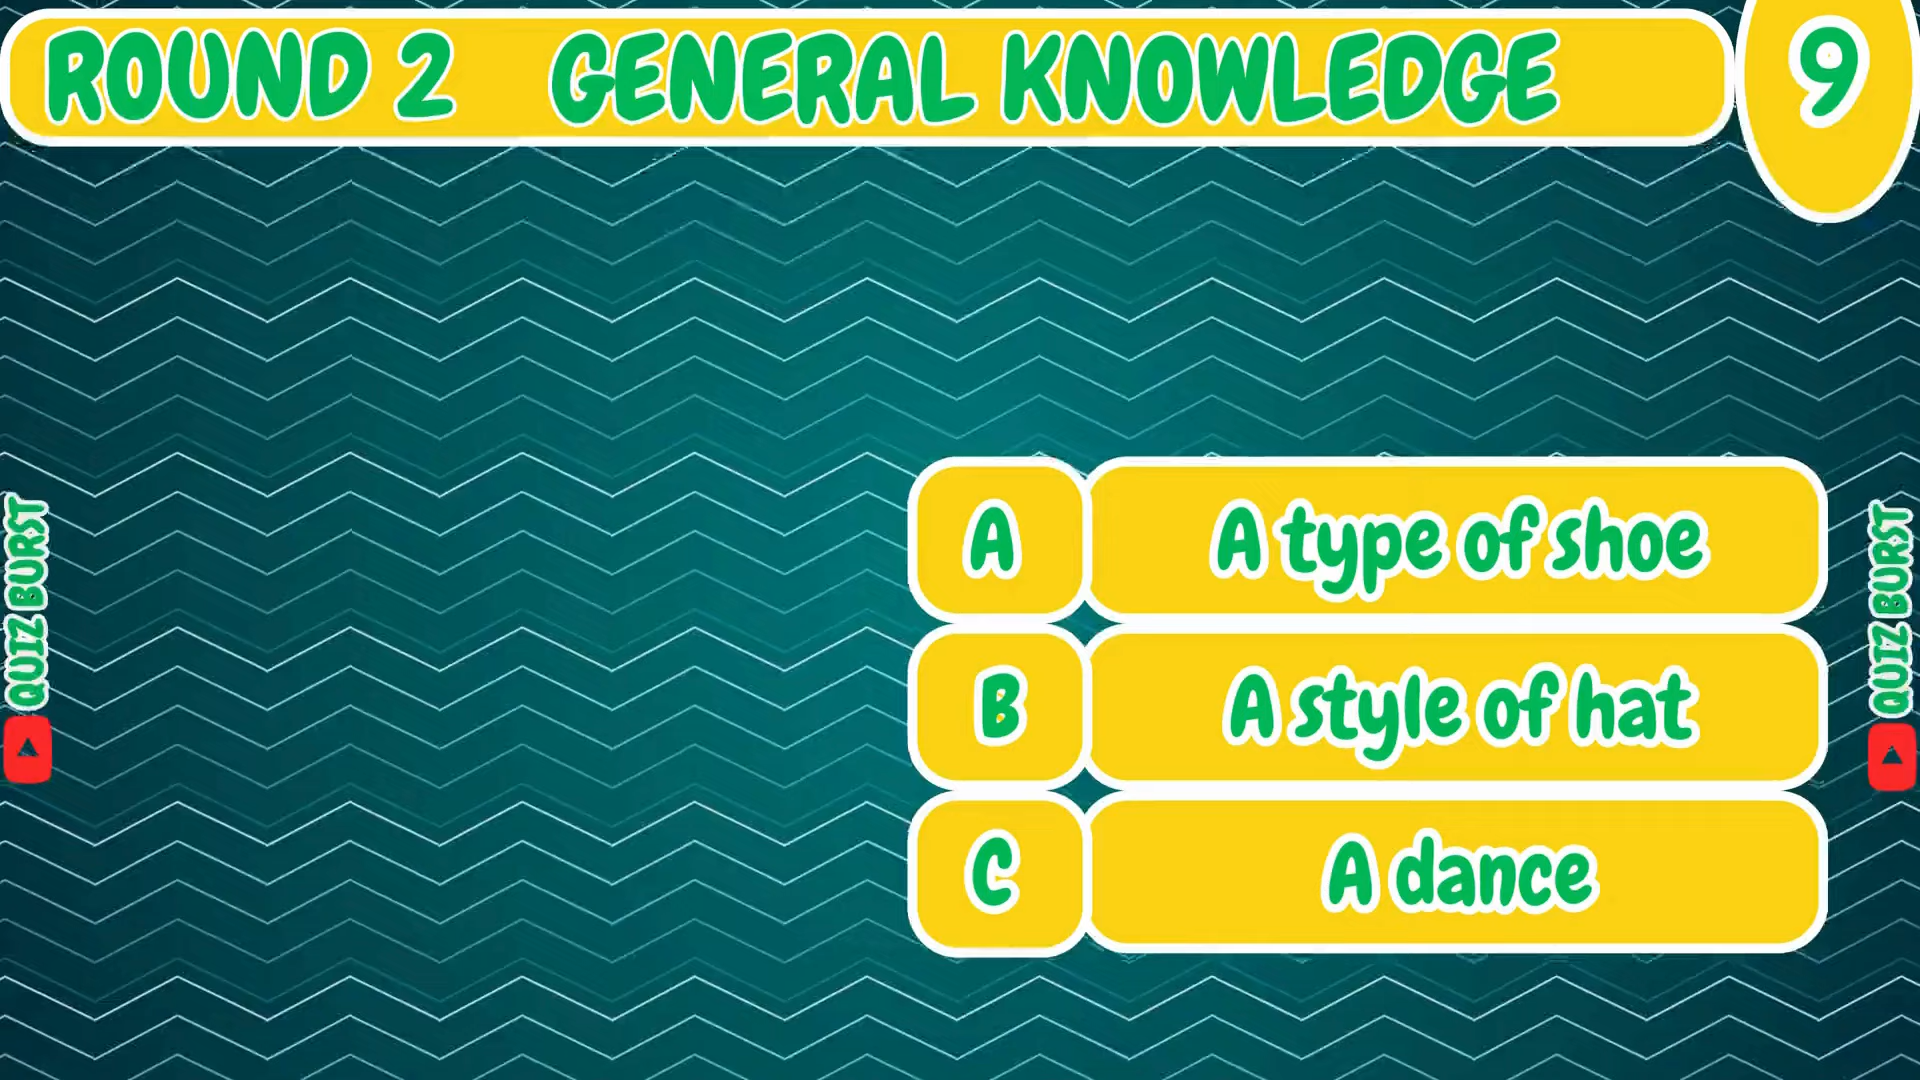 ROUND 2 GENERAL KNOWLEDGE
9
A A type of shoe
B A style of hat
C A dance
QUIZ BURST
QUIZ BURST